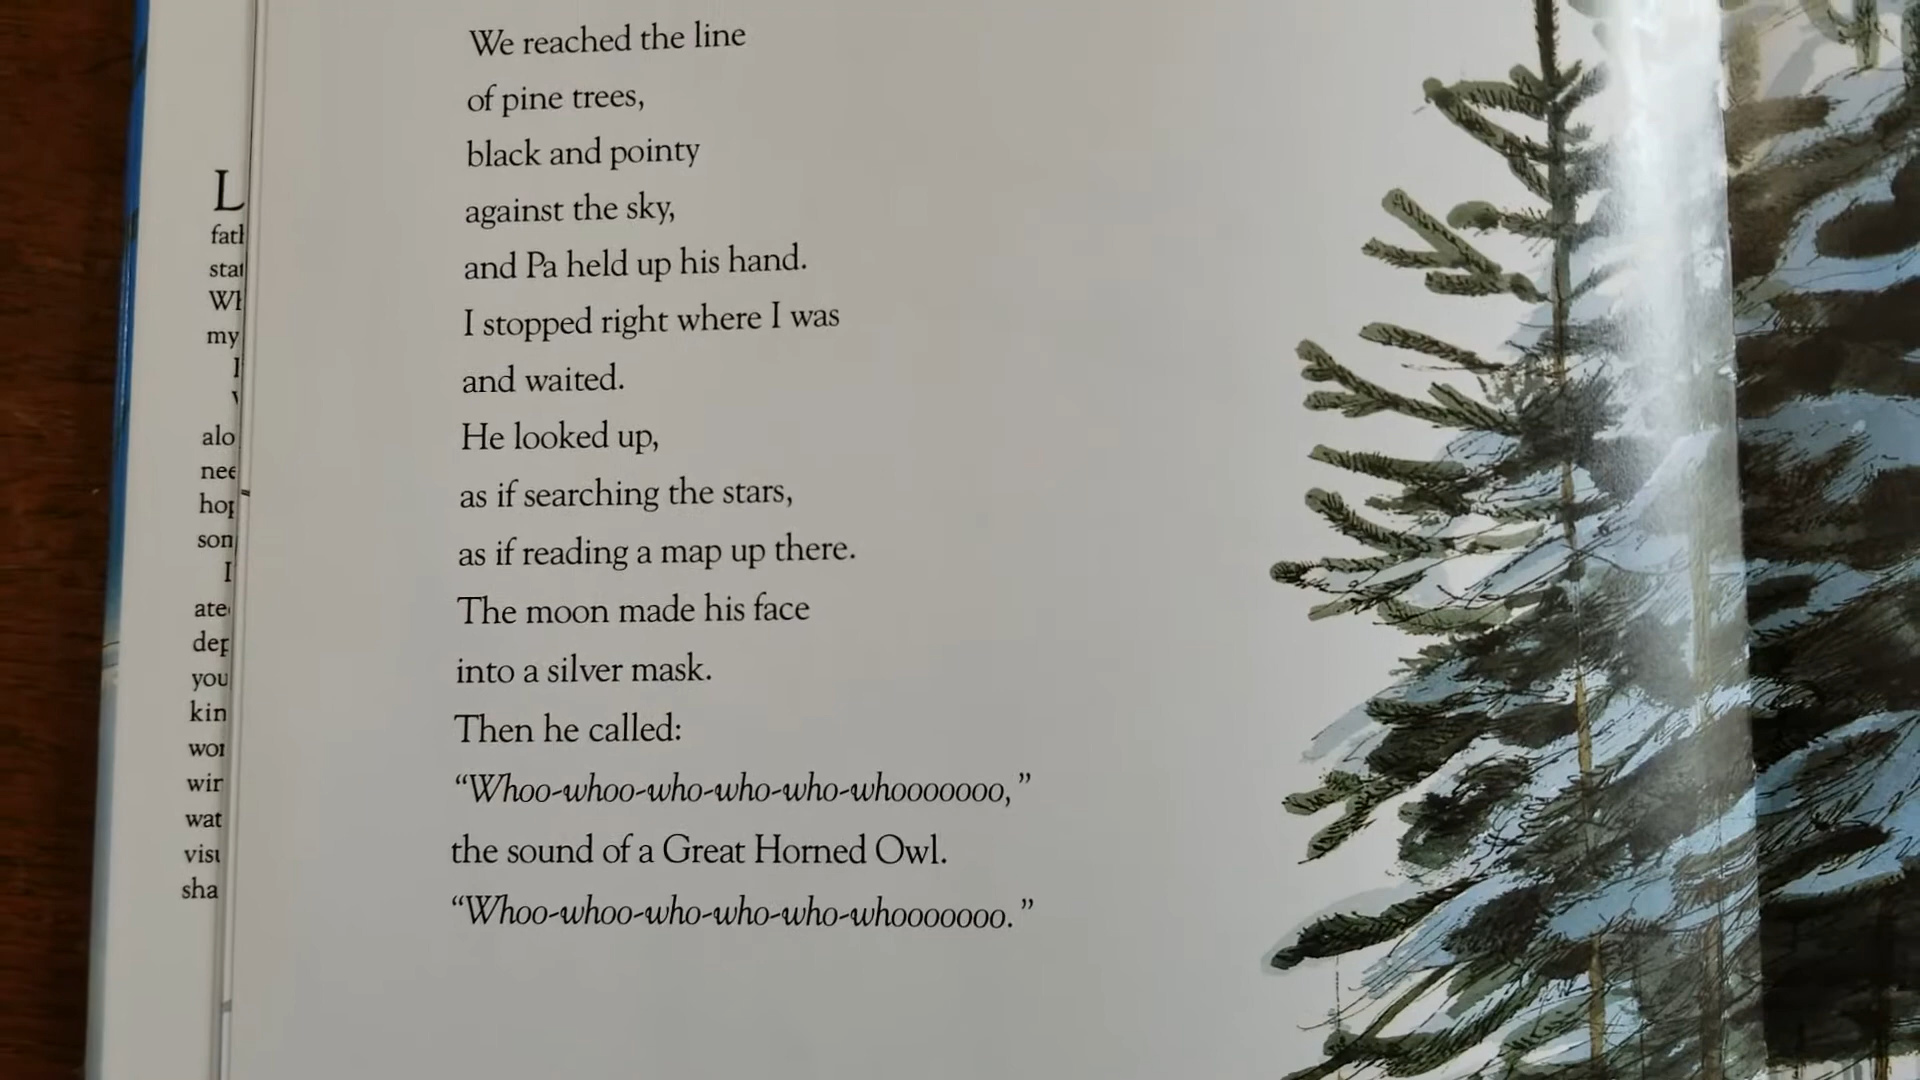 We reached the line
of pine trees,
black and pointy
against the sky,
and Pa held up his hand.
I stopped right where I was
and waited.
He looked up,
as if searching the stars,
as if reading a map up there.
The moon made his face
into a silver mask.
Then he called:
“Whoo-whoo-who-who-who-whooooooo,”
the sound of a Great Horned Owl.
“Whoo-whoo-who-who-who-whooooooo.”